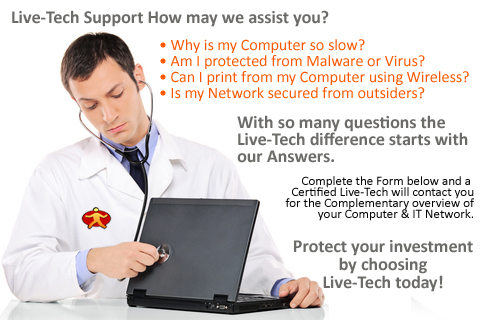 Live-Tech Support How may we assist you?
• Why is my Computer so slow?
• Am I protected from Malware or Virus?
• Can I print from my Computer using Wireless?
• Is my Network secured from outsiders?
With so many questions the
Live-Tech difference starts with
our Answers.
Complete the Form below and a
Certified Live-Tech will contact you
for the Complementary overview of
your Computer & IT Network.
Protect your investment
by choosing
Live-Tech today!